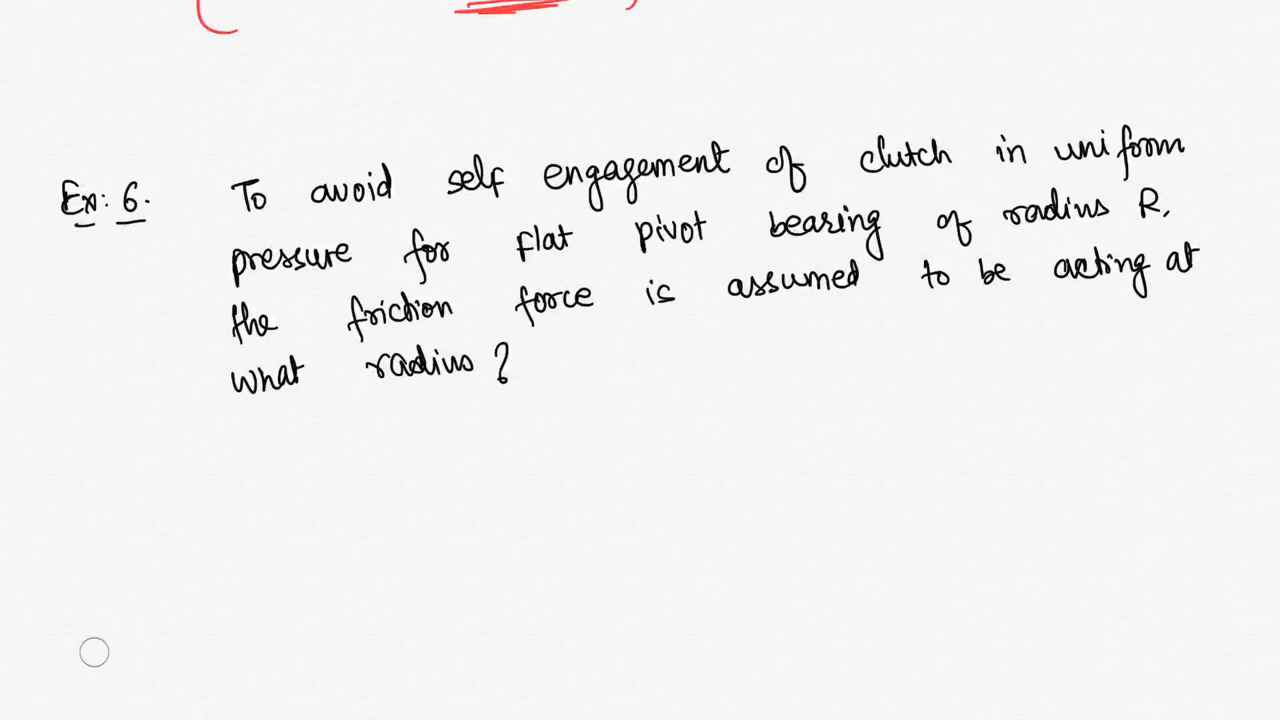 Ex: 6. To avoid self engagement of clutch in uniform
pressure for flat pivot bearing of radius R,
the friction force is assumed to be acting at
what radius ?